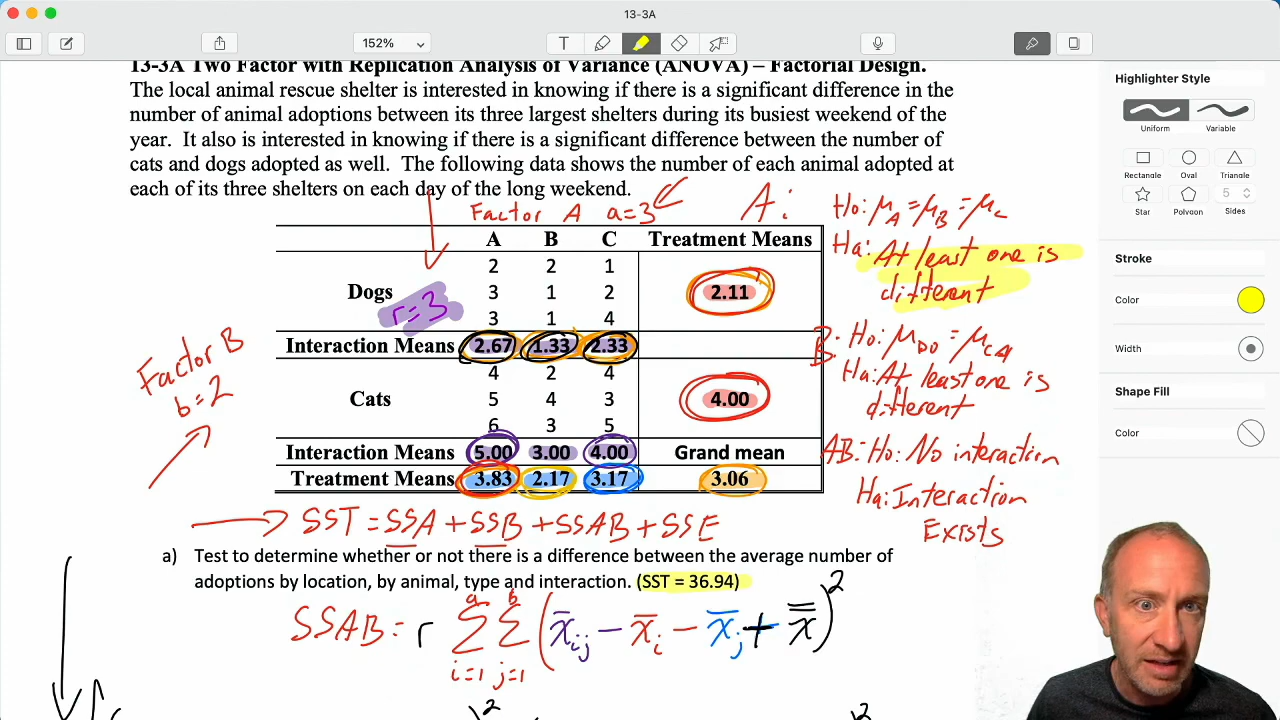 13-3A
152%
13-3A Two Factor with Replication Analysis of Variance (ANOVA) – Factorial Design.
The local animal rescue shelter is interested in knowing if there is a significant difference in the
number of animal adoptions between its three largest shelters during its busiest weekend of the
year. It also is interested in knowing if there is a significant difference between the number of
cats and dogs adopted as well. The following data shows the number of each animal adopted at
each of its three shelters on each day of the long weekend.
Factor A a=3
A B C Treatment Means
2 2 1
Dogs 3 1 2 2.11
r=3
3 1 4
Interaction Means 2.67 1.33 2.33
4 2 4
Cats 5 4 3 4.00
6 3 5
Interaction Means 5.00 3.00 4.00 Grand mean
Treatment Means 3.83 2.17 3.17 3.06
Factor B
b=2
A: Ho: μA = μB = μC
Ha: At least one is
different
B: Ho: μDO = μCA
Ha: At least one is
different
AB: Ho: No interaction
Ha: Interaction
Exists
SST = SSA + SSB + SSAB + SSE
a) Test to determine whether or not there is a difference between the average number of
adoptions by location, by animal, type and interaction. (SST = 36.94)
SSAB = r Σ(i=1 to a) Σ(j=1 to b) (x̄ij − x̄i − x̄j + x̿)²
Highlighter Style
Uniform Variable
Rectangle Oval Triangle
5
Star Polygon Sides
Stroke
Color
Width
Shape Fill
Color